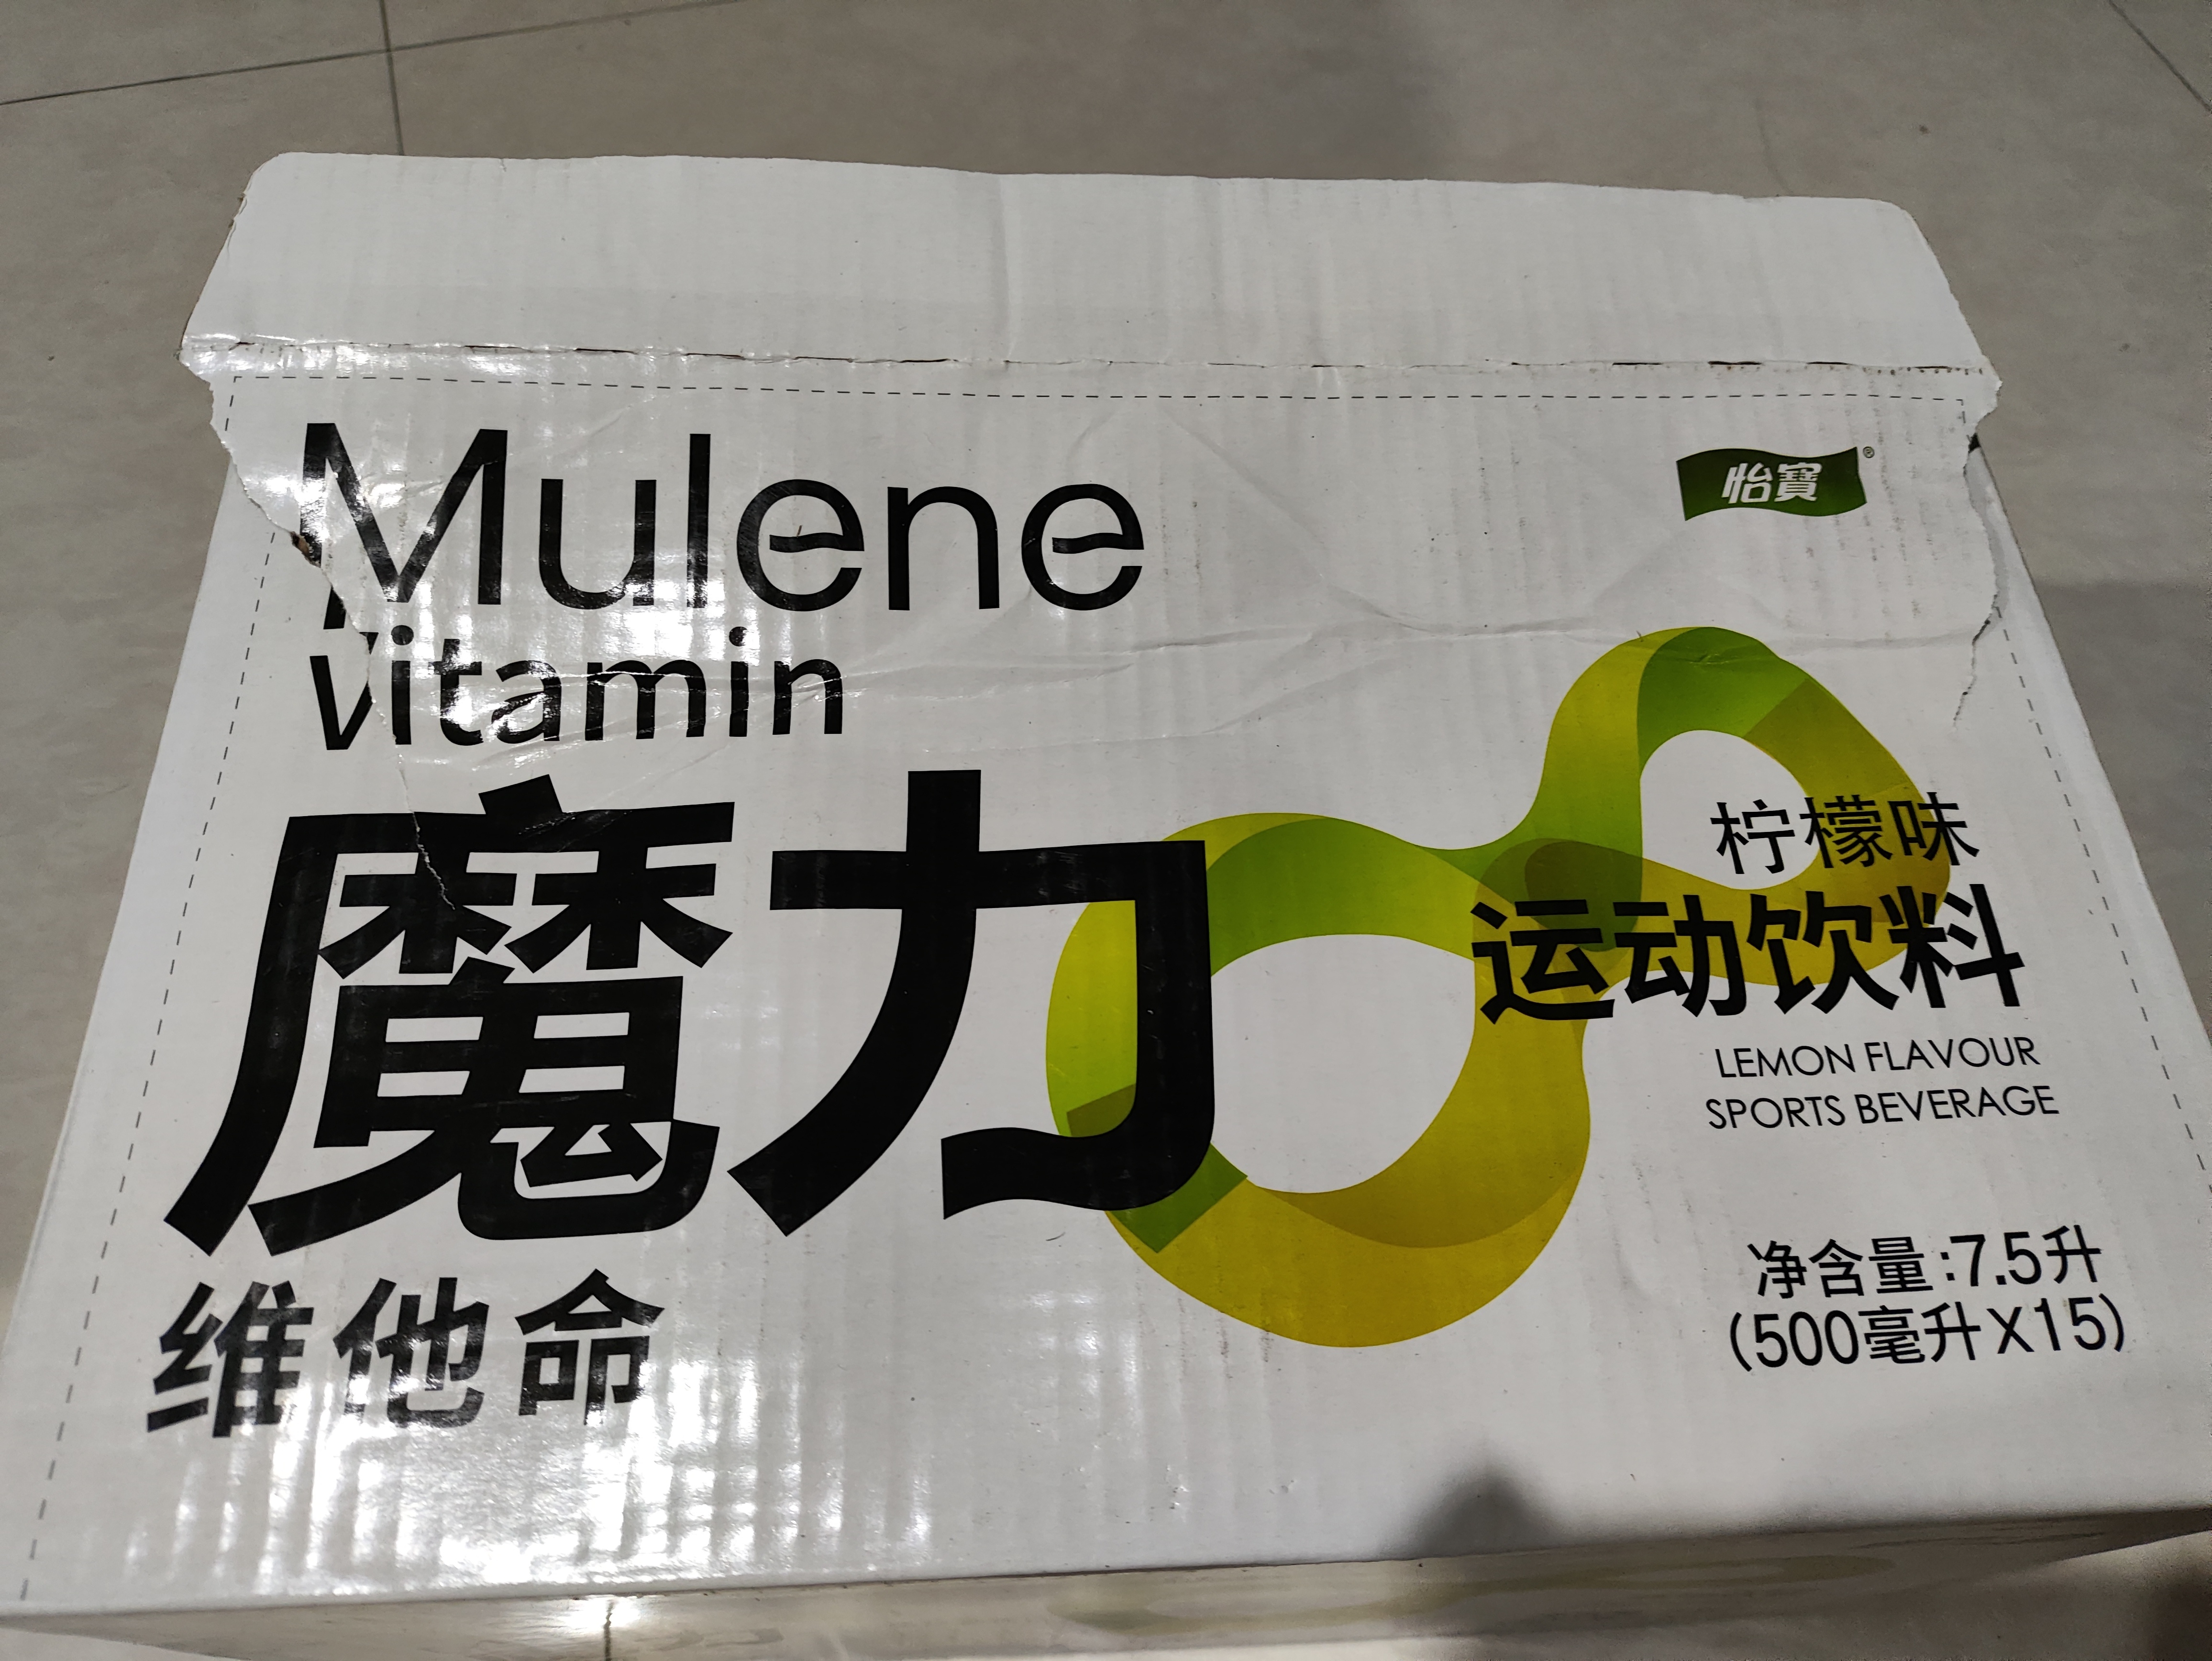 Mulene
Vitamin
怡寶®
魔力
维他命
柠檬味
运动饮料
LEMON FLAVOUR
SPORTS BEVERAGE
净含量:7.5升
(500毫升X15)